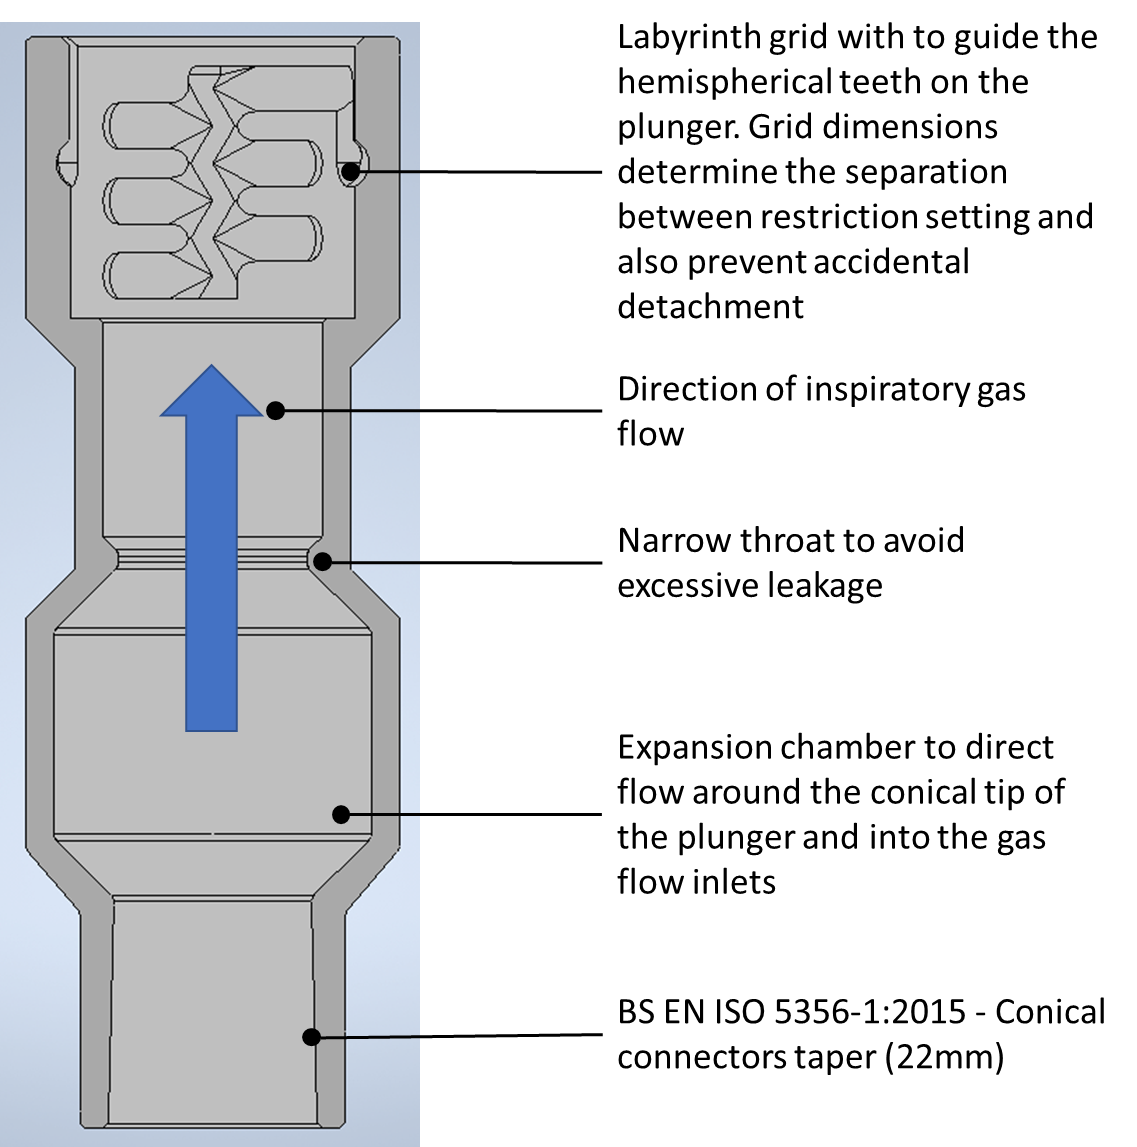 Labyrinth grid with to guide the
hemispherical teeth on the
plunger. Grid dimensions
determine the separation
between restriction setting and
also prevent accidental
detachment
Direction of inspiratory gas
flow
Narrow throat to avoid
excessive leakage
Expansion chamber to direct
flow around the conical tip of
the plunger and into the gas
flow inlets
BS EN ISO 5356-1:2015 - Conical
connectors taper (22mm)